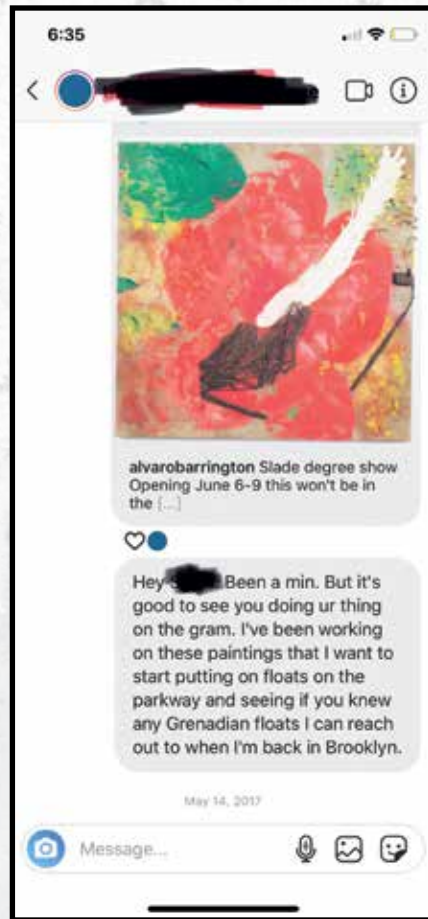 6:35
alvarobarrington Slade degree show
Opening June 6-9 this won't be in
the [...]
Hey Been a min. But it's
good to see you doing ur thing
on the gram. I've been working
on these paintings that I want to
start putting on floats on the
parkway and seeing if you knew
any Grenadian floats I can reach
out to when I'm back in Brooklyn.
May 14, 2017
Message...